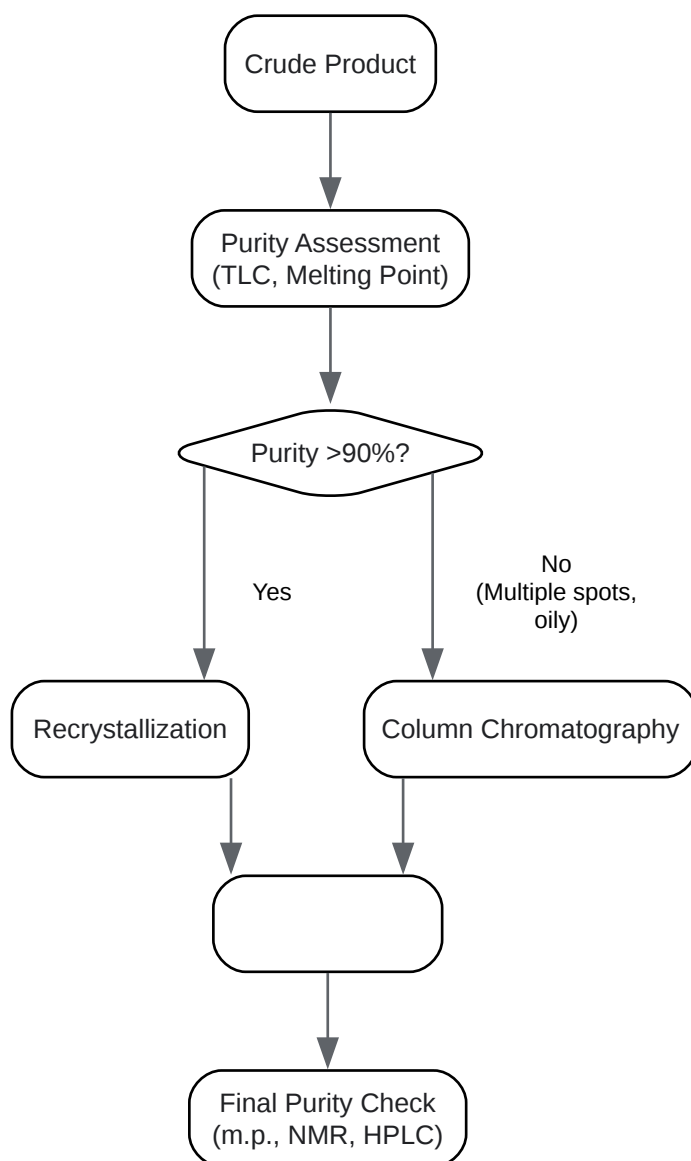 Crude Product
Purity Assessment
(TLC, Melting Point)
Purity >90%?
Yes
No
(Multiple spots,
oily)
Recrystallization
Column Chromatography
Final Purity Check
(m.p., NMR, HPLC)